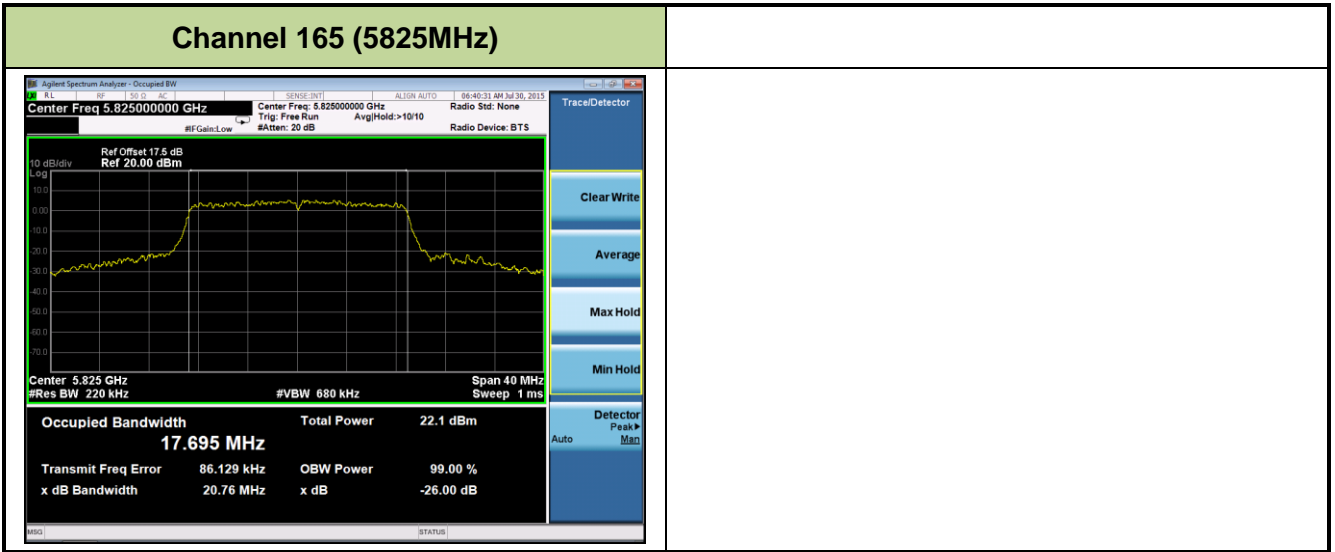 Channel 165 (5825MHz)
Agilent Spectrum Analyzer - Occupied BW
RL RF 50 Ω AC SENSE:INT ALIGN AUTO 06:40:31 AM Jul 30, 2015
Center Freq 5.825000000 GHz
Center Freq: 5.825000000 GHz
Radio Std: None
Trig: Free Run
Avg|Hold:>10/10
#IFGain:Low
#Atten: 20 dB
Radio Device: BTS
Trace/Detector
Ref Offset 17.5 dB
10 dB/div Ref 20.00 dBm
Log
10.0
0.00
-10.0
-20.0
-30.0
-40.0
-50.0
-60.0
-70.0
Clear Write
Average
Max Hold
Min Hold
Center 5.825 GHz
Span 40 MHz
#Res BW 220 kHz
#VBW 680 kHz
Sweep 1 ms
Detector
Peak▶
Auto Man
Occupied Bandwidth
Total Power 22.1 dBm
17.695 MHz
Transmit Freq Error 86.129 kHz OBW Power 99.00 %
x dB Bandwidth 20.76 MHz x dB -26.00 dB
MSG
STATUS